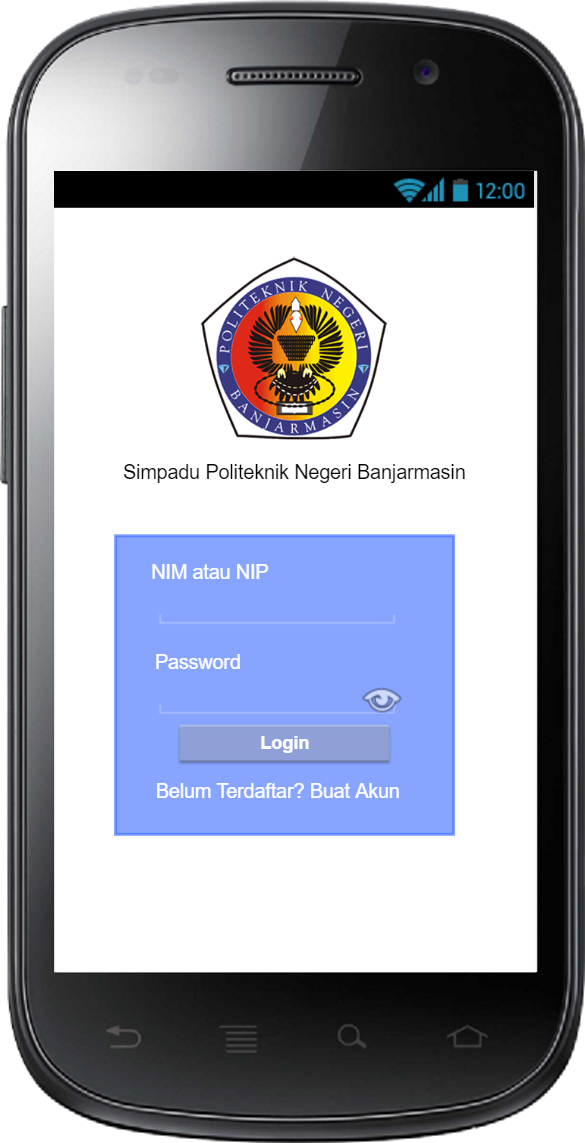 12:00
POLITEKNIK NEGERI
BANJARMASIN
Simpadu Politeknik Negeri Banjarmasin
NIM atau NIP
Password
Login
Belum Terdaftar? Buat Akun